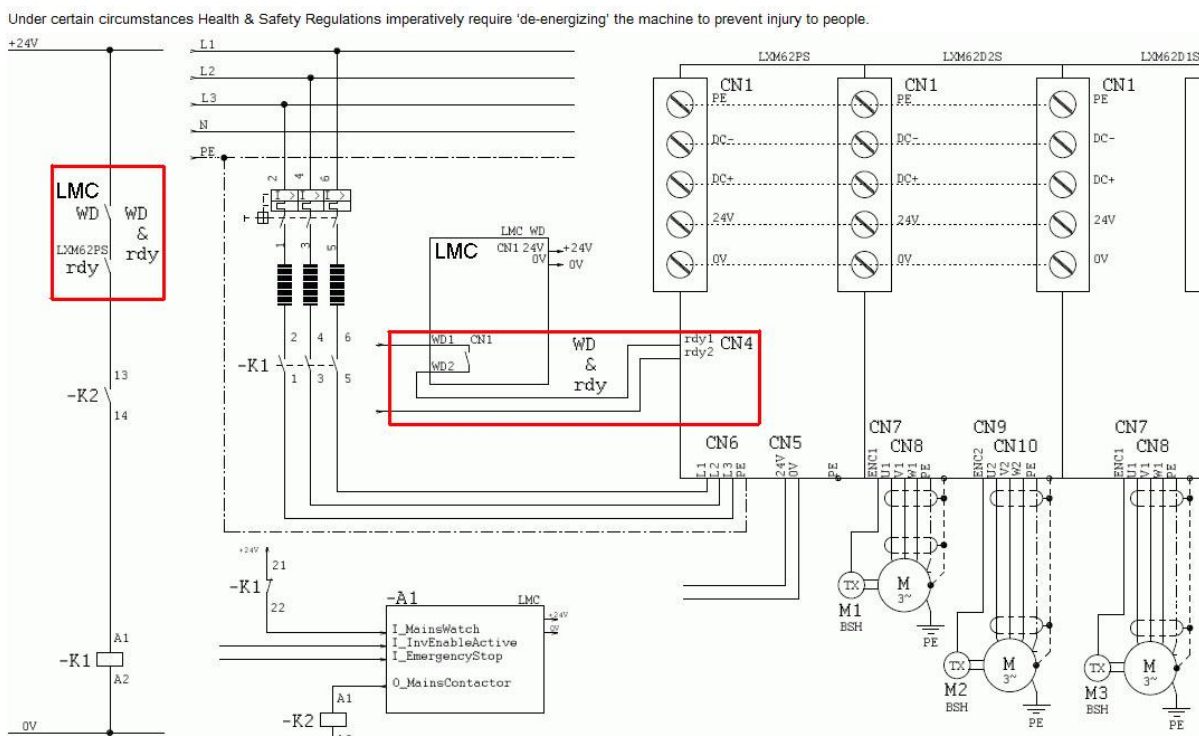 Under certain circumstances Health & Safety Regulations imperatively require ‘de-energizing’ the machine to prevent injury to people.
+24V
LMC
WD WD
&
LXM62PS rdy
rdy
13
-K2
14
A1
-K1
A2
0V
L1
L2
L3
N
PE
2 4 6
I > I > I >
1 3 5
2 4 6
-K1
1 3 5
LMC WD
LMC
CN1 24V +24V
0V 0V
WD1 CN1
WD2
WD
&
rdy
rdy1
rdy2
CN4
LXM62PS LXM62D2S LXM62D1S
CN1 CN1 CN1
PE PE PE
DC- DC- DC-
DC+ DC+ DC+
24V 24V 24V
0V 0V 0V
CN6 CN5
L1 L2 L3 PE 24V 0V PE
CN7
CN8
ENC1 U1 V1 W1 PE
CN9
CN10
ENC2 U2 V2 W2 PE
CN7
CN8
ENC1 U1 V1 W1 PE
TX M
3~
M1
BSH
PE
TX M
3~
M2
BSH
PE
TX M
3~
M3
BSH
PE
+24V
21
-K1
22
-A1 LMC
+24V
0V
I_MainsWatch
I_InvEnableActive
I_EmergencyStop
O_MainsContactor
A1
-K2